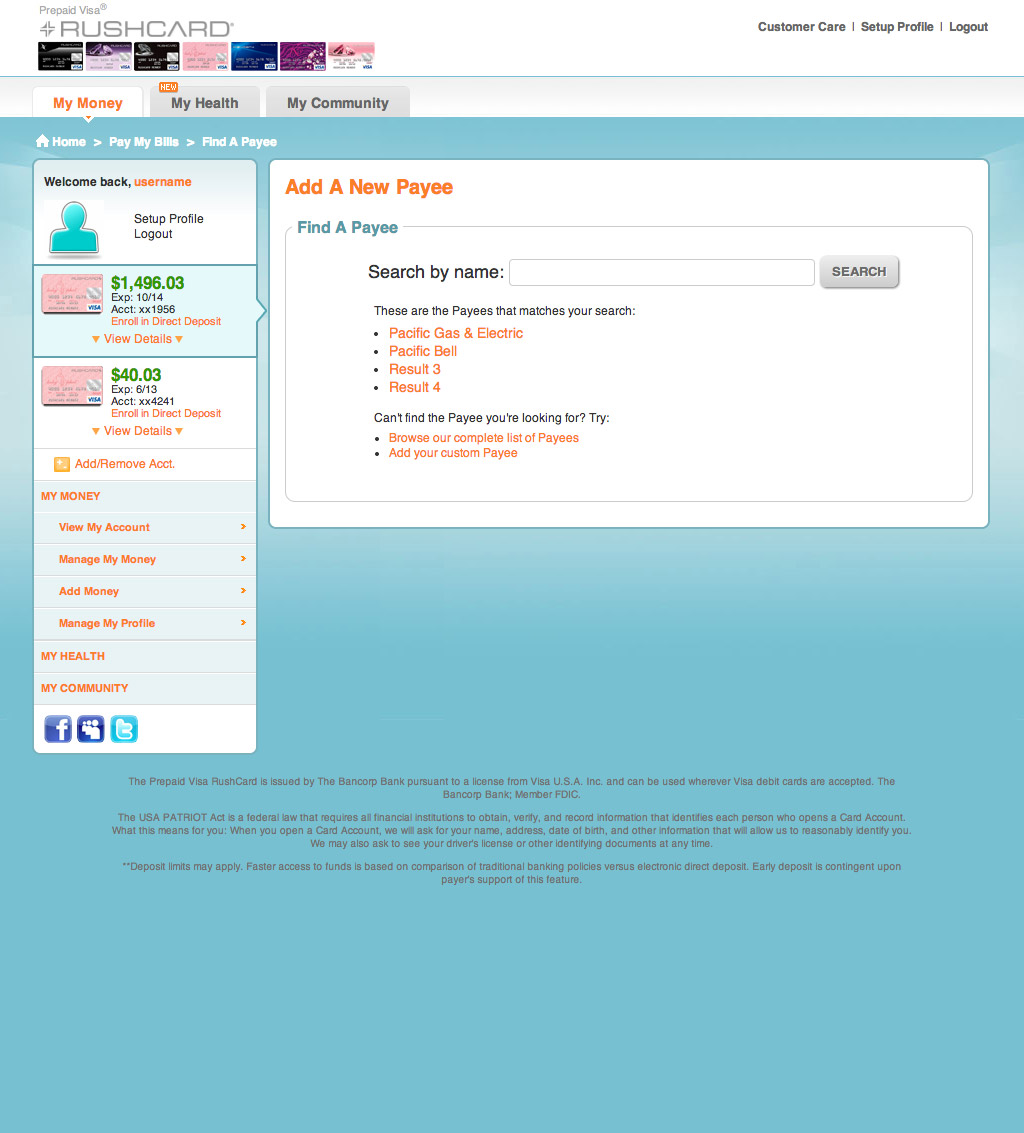 Prepaid Visa®
RUSHCARD®
Customer Care | Setup Profile | Logout
NEW
My Money
My Health
My Community
Home > Pay My Bills > Find A Payee
Welcome back, username
Setup Profile
Logout
$1,496.03
Exp: 10/14
Acct: xx1956
Enroll in Direct Deposit
View Details
$40.03
Exp: 6/13
Acct: xx4241
Enroll in Direct Deposit
View Details
Add/Remove Acct.
MY MONEY
View My Account
Manage My Money
Add Money
Manage My Profile
MY HEALTH
MY COMMUNITY
Add A New Payee
Find A Payee
Search by name:
SEARCH
These are the Payees that matches your search:
• Pacific Gas & Electric
• Pacific Bell
• Result 3
• Result 4
Can't find the Payee you're looking for? Try:
• Browse our complete list of Payees
• Add your custom Payee
The Prepaid Visa RushCard is issued by The Bancorp Bank pursuant to a license from Visa U.S.A. Inc. and can be used wherever Visa debit cards are accepted. The
Bancorp Bank; Member FDIC.
The USA PATRIOT Act is a federal law that requires all financial institutions to obtain, verify, and record information that identifies each person who opens a Card Account.
What this means for you: When you open a Card Account, we will ask for your name, address, date of birth, and other information that will allow us to reasonably identify you.
We may also ask to see your driver's license or other identifying documents at any time.
**Deposit limits may apply. Faster access to funds is based on comparison of traditional banking policies versus electronic direct deposit. Early deposit is contingent upon
payer's support of this feature.